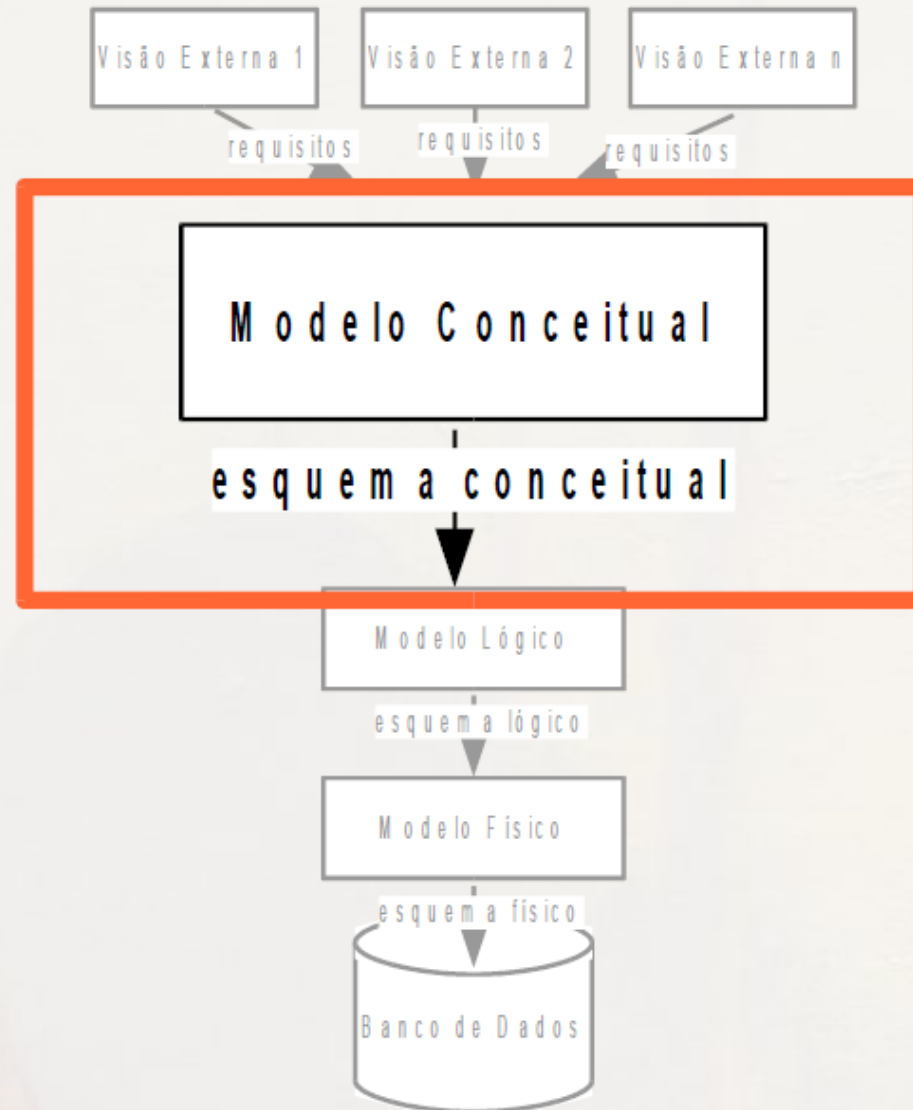 Visão Externa 1
Visão Externa 2
Visão Externa n
requisitos
requisitos
requisitos
Modelo Conceitual
esquema conceitual
Modelo Lógico
esquema lógico
Modelo Físico
esquema físico
Banco de Dados